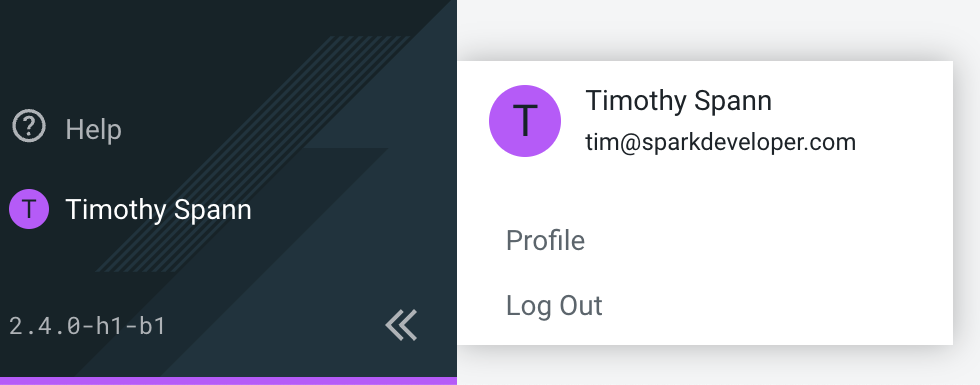 Help
T
Timothy Spann
2.4.0-h1-b1
T
Timothy Spann
tim@sparkdeveloper.com
Profile
Log Out